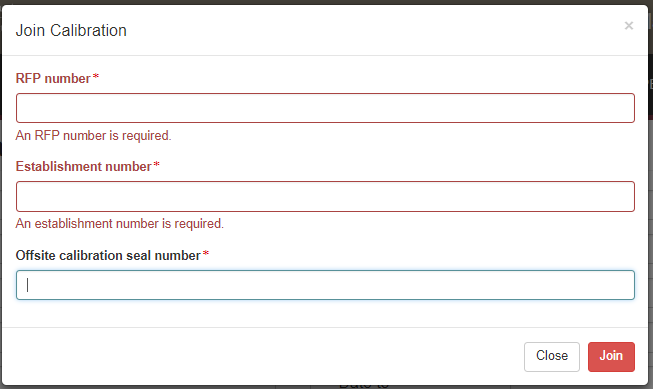 Join Calibration
×
RFP number*
An RFP number is required.
Establishment number*
An establishment number is required.
Offsite calibration seal number*
Close
Join